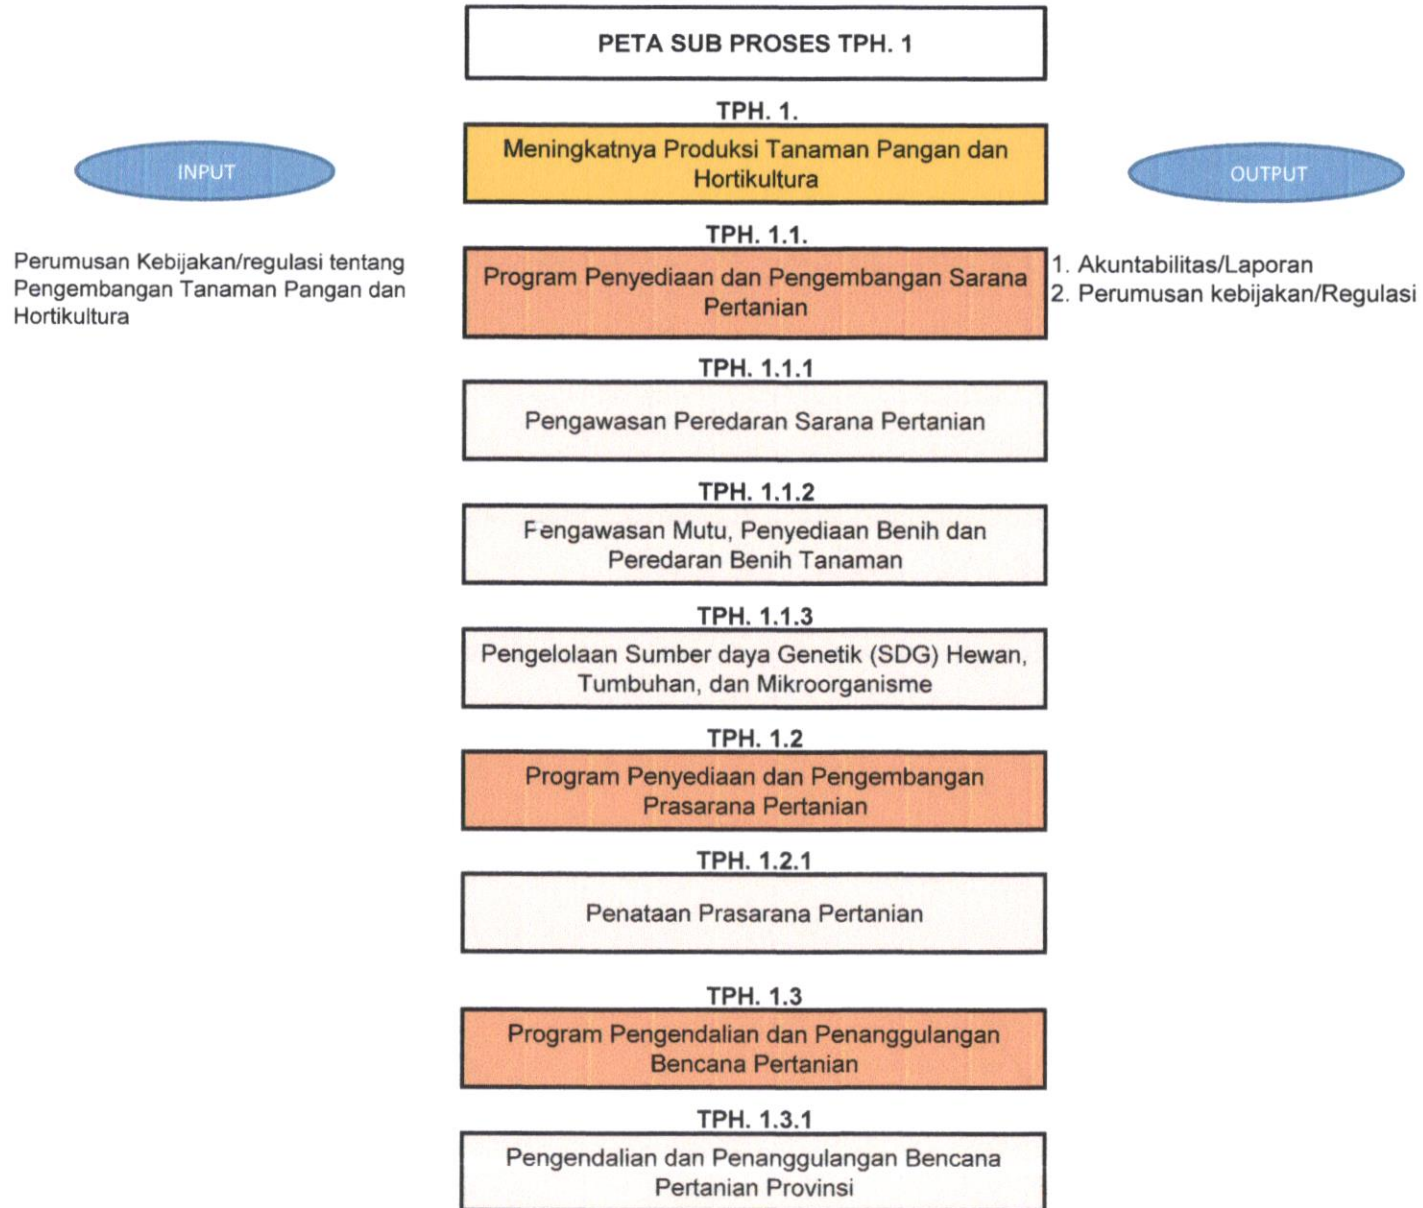 PETA SUB PROSES TPH. 1
TPH. 1.
Meningkatnya Produksi Tanaman Pangan dan
Hortikultura
INPUT
OUTPUT
TPH. 1.1.
Program Penyediaan dan Pengembangan Sarana
Pertanian
Perumusan Kebijakan/regulasi tentang
Pengembangan Tanaman Pangan dan
Hortikultura
1. Akuntabilitas/Laporan
2. Perumusan kebijakan/Regulasi
TPH. 1.1.1
Pengawasan Peredaran Sarana Pertanian
TPH. 1.1.2
Pengawasan Mutu, Penyediaan Benih dan
Peredaran Benih Tanaman
TPH. 1.1.3
Pengelolaan Sumber daya Genetik (SDG) Hewan,
Tumbuhan, dan Mikroorganisme
TPH. 1.2
Program Penyediaan dan Pengembangan
Prasarana Pertanian
TPH. 1.2.1
Penataan Prasarana Pertanian
TPH. 1.3
Program Pengendalian dan Penanggulangan
Bencana Pertanian
TPH. 1.3.1
Pengendalian dan Penanggulangan Bencana
Pertanian Provinsi